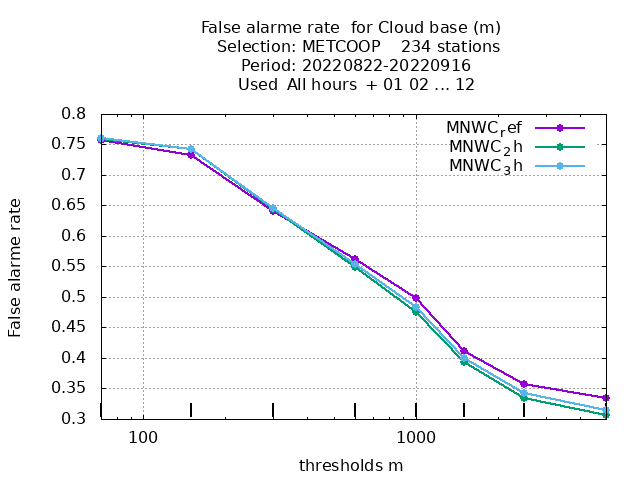 False alarme rate  for Cloud base (m)
Selection: METCOOP    234 stations
Period: 20220822-20220916
Used  All hours  + 01 02 ... 12
MNWC_ref
MNWC_2h
MNWC_3h
0.8
0.75
0.7
0.65
0.6
0.55
0.5
0.45
0.4
0.35
0.3
False alarme rate
100
1000
thresholds m